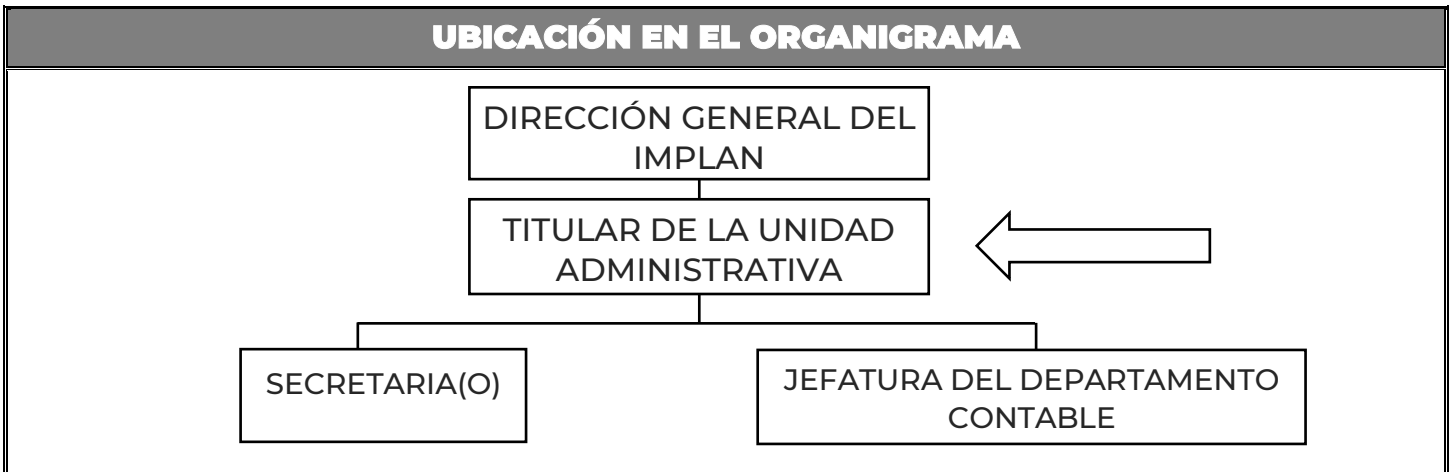 UBICACIÓN EN EL ORGANIGRAMA
DIRECCIÓN GENERAL DEL
IMPLAN
TITULAR DE LA UNIDAD
ADMINISTRATIVA
SECRETARIA(O)
JEFATURA DEL DEPARTAMENTO
CONTABLE